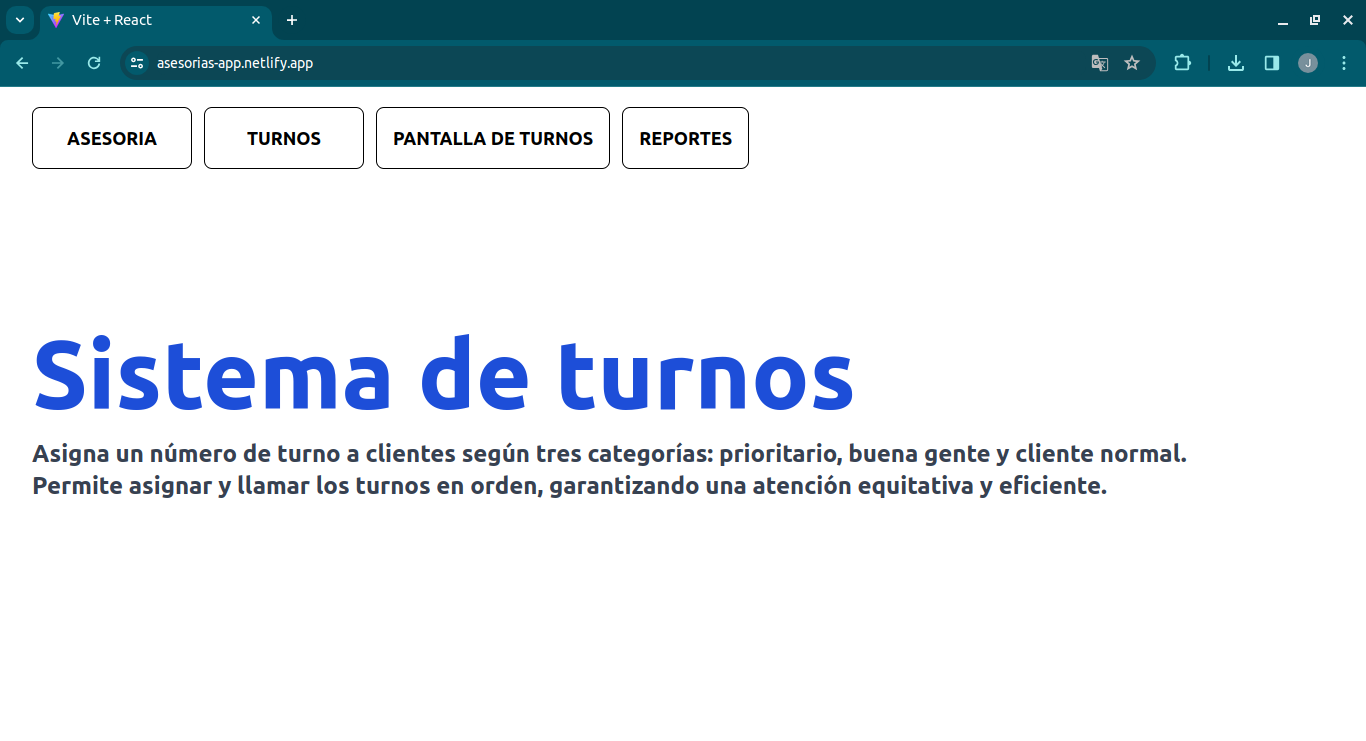 Vite + React
asesorias-app.netlify.app
J
ASESORIA
TURNOS
PANTALLA DE TURNOS
REPORTES
Sistema de turnos
Asigna un número de turno a clientes según tres categorías: prioritario, buena gente y cliente normal.
Permite asignar y llamar los turnos en orden, garantizando una atención equitativa y eficiente.